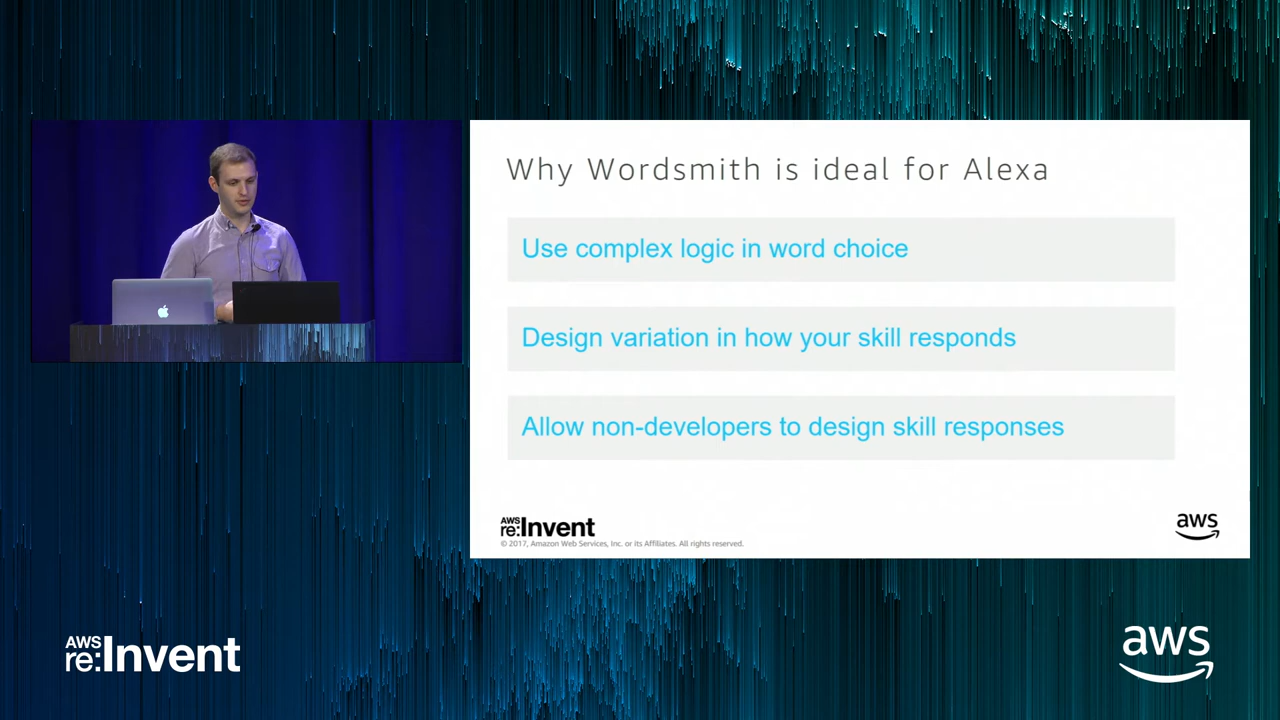 Why Wordsmith is ideal for Alexa
Use complex logic in word choice
Design variation in how your skill responds
Allow non-developers to design skill responses
AWS
re:Invent
© 2017, Amazon Web Services, Inc. or its Affiliates. All rights reserved.
aws
AWS
re:Invent
aws